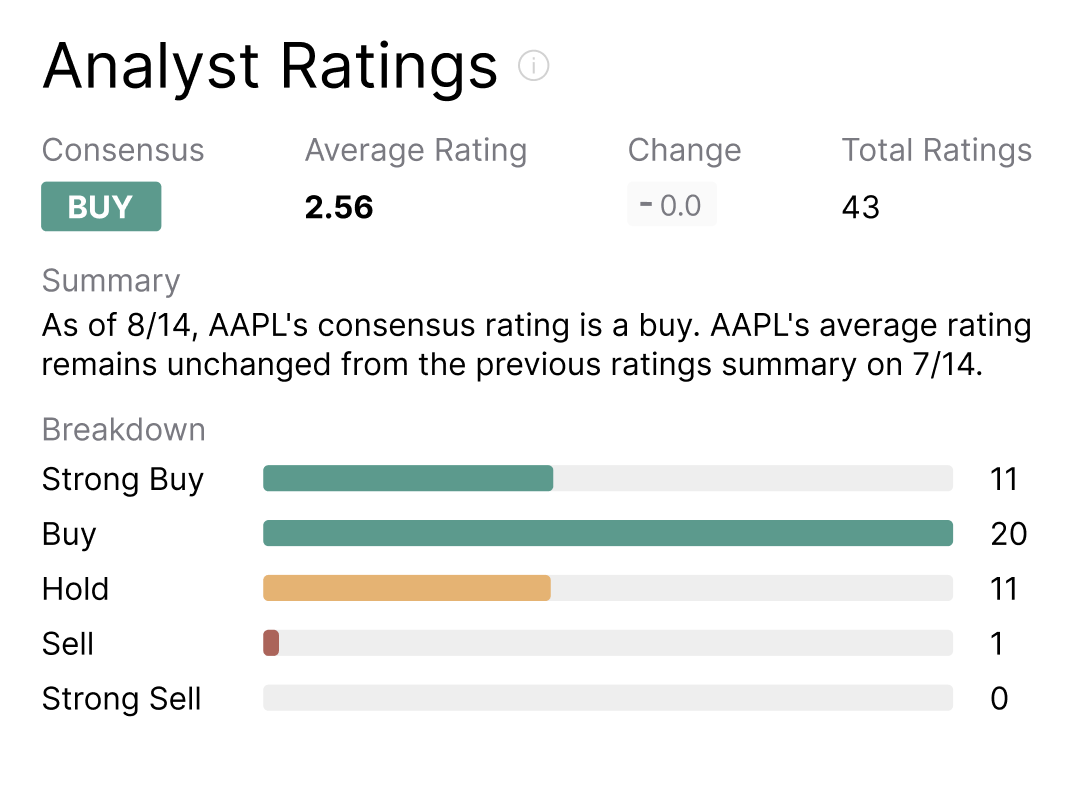 Analyst Ratings
Consensus Average Rating Change Total Ratings
BUY 2.56 - 0.0 43
Summary
As of 8/14, AAPL's consensus rating is a buy. AAPL's average rating
remains unchanged from the previous ratings summary on 7/14.
Breakdown
Strong Buy 11
Buy 20
Hold 11
Sell 1
Strong Sell 0